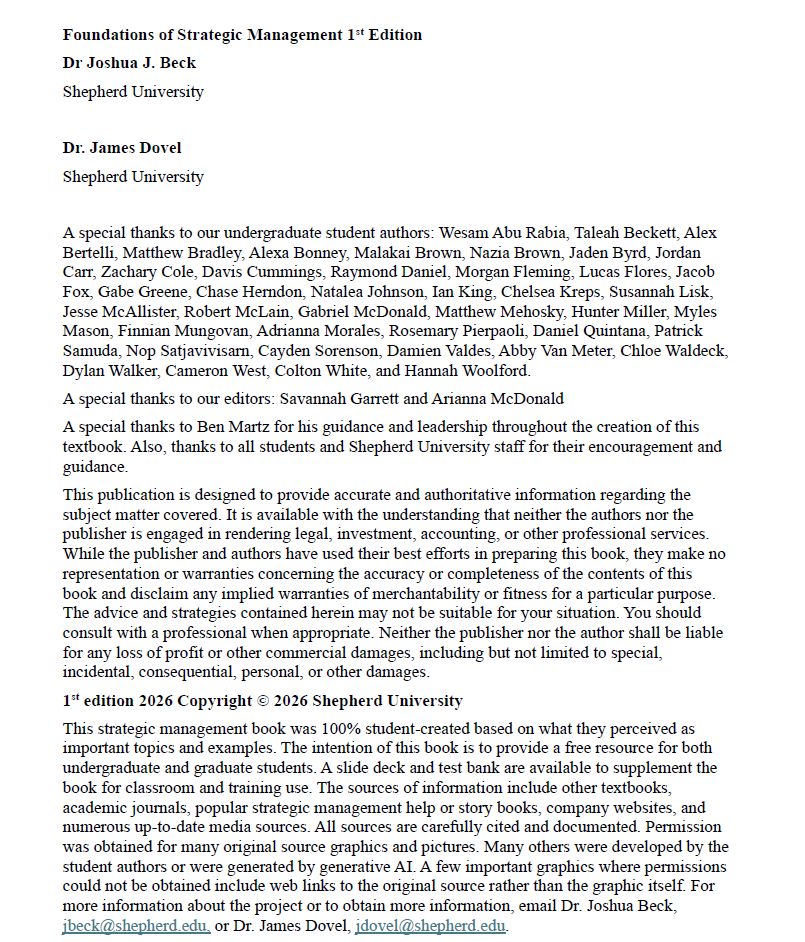 Foundations of Strategic Management 1st Edition
Dr Joshua J. Beck
Shepherd University
Dr. James Dovel
Shepherd University
A special thanks to our undergraduate student authors: Wesam Abu Rabia, Taleah Beckett, Alex
Bertelli, Matthew Bradley, Alexa Bonney, Malakai Brown, Nazia Brown, Jaden Byrd, Jordan
Carr, Zachary Cole, Davis Cummings, Raymond Daniel, Morgan Fleming, Lucas Flores, Jacob
Fox, Gabe Greene, Chase Herndon, Natalea Johnson, Ian King, Chelsea Kreps, Susannah Lisk,
Jesse McAllister, Robert McLain, Gabriel McDonald, Matthew Mehosky, Hunter Miller, Myles
Mason, Finnian Mungovan, Adrianna Morales, Rosemary Pierpaoli, Daniel Quintana, Patrick
Samuda, Nop Satjavivisarn, Cayden Sorenson, Damien Valdes, Abby Van Meter, Chloe Waldeck,
Dylan Walker, Cameron West, Colton White, and Hannah Woolford.
A special thanks to our editors: Savannah Garrett and Arianna McDonald
A special thanks to Ben Martz for his guidance and leadership throughout the creation of this
textbook. Also, thanks to all students and Shepherd University staff for their encouragement and
guidance.
This publication is designed to provide accurate and authoritative information regarding the
subject matter covered. It is available with the understanding that neither the authors nor the
publisher is engaged in rendering legal, investment, accounting, or other professional services.
While the publisher and authors have used their best efforts in preparing this book, they make no
representation or warranties concerning the accuracy or completeness of the contents of this
book and disclaim any implied warranties of merchantability or fitness for a particular purpose.
The advice and strategies contained herein may not be suitable for your situation. You should
consult with a professional when appropriate. Neither the publisher nor the author shall be liable
for any loss of profit or other commercial damages, including but not limited to special,
incidental, consequential, personal, or other damages.
1st edition 2026 Copyright © 2026 Shepherd University
This strategic management book was 100% student-created based on what they perceived as
important topics and examples. The intention of this book is to provide a free resource for both
undergraduate and graduate students. A slide deck and test bank are available to supplement the
book for classroom and training use. The sources of information include other textbooks,
academic journals, popular strategic management help or story books, company websites, and
numerous up-to-date media sources. All sources are carefully cited and documented. Permission
was obtained for many original source graphics and pictures. Many others were developed by the
student authors or were generated by generative AI. A few important graphics where permissions
could not be obtained include web links to the original source rather than the graphic itself. For
more information about the project or to obtain more information, email Dr. Joshua Beck,
jbeck@shepherd.edu, or Dr. James Dovel, jdovel@shepherd.edu.